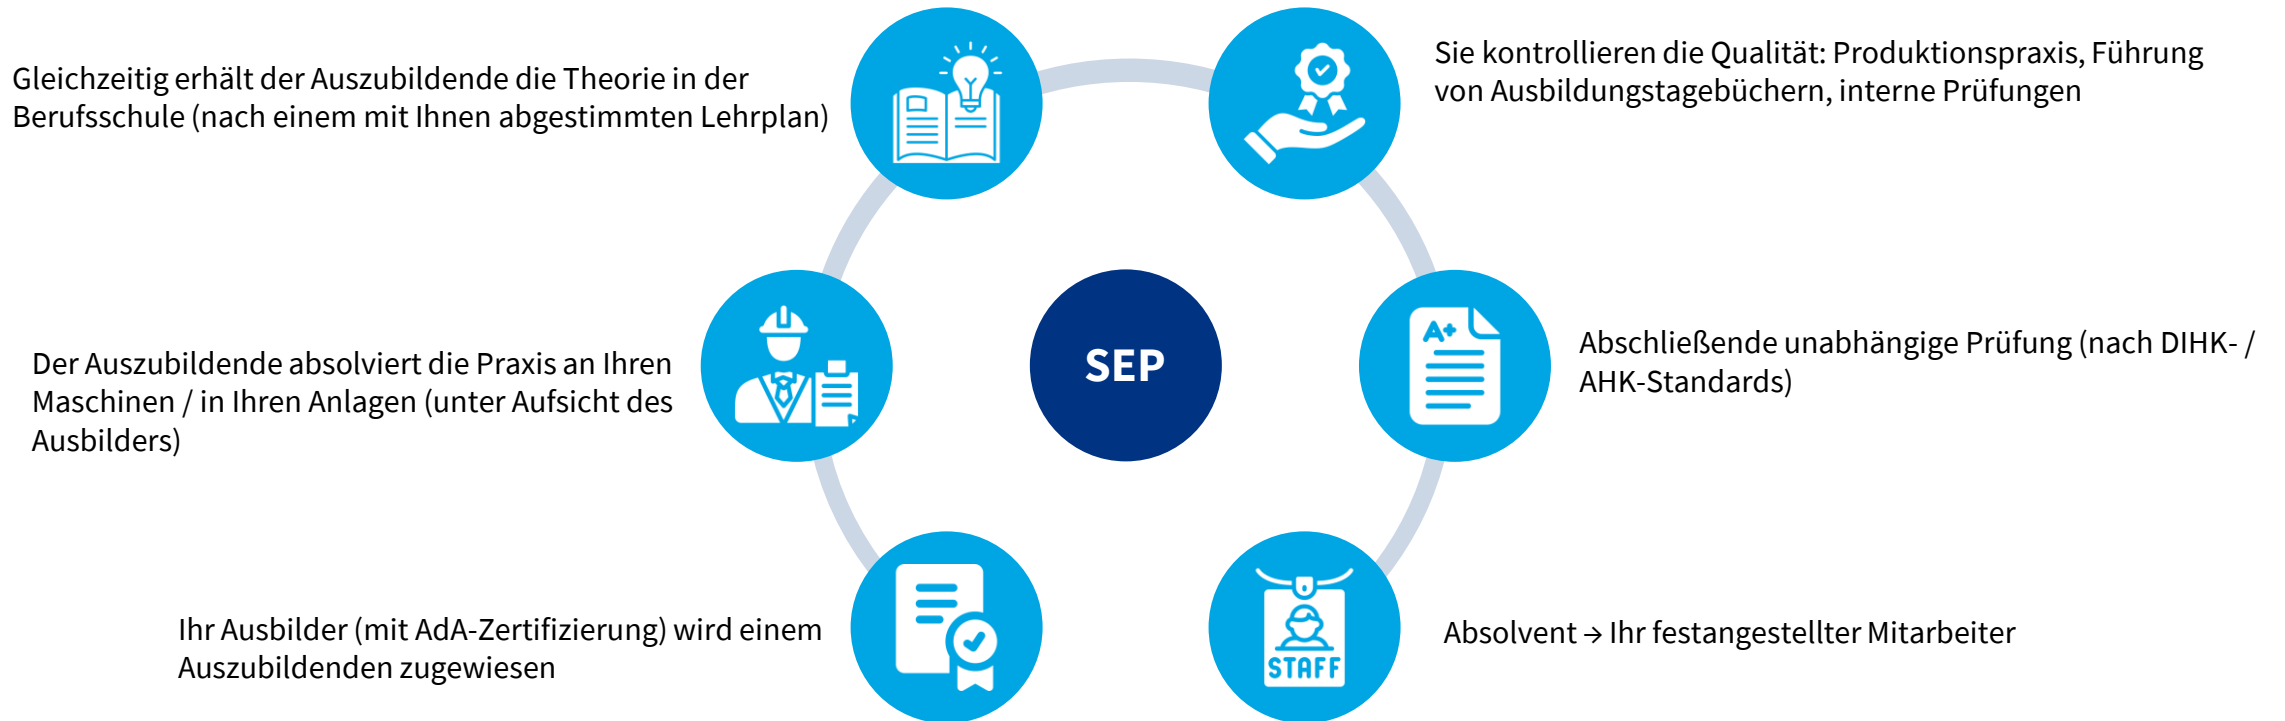 Gleichzeitig erhält der Auszubildende die Theorie in der
Berufsschule (nach einem mit Ihnen abgestimmten Lehrplan)
Sie kontrollieren die Qualität: Produktionspraxis, Führung
von Ausbildungstagebüchern, interne Prüfungen
Der Auszubildende absolviert die Praxis an Ihren
Maschinen / in Ihren Anlagen (unter Aufsicht des
Ausbilders)
SEP
A+
Abschließende unabhängige Prüfung (nach DIHK- /
AHK-Standards)
Ihr Ausbilder (mit AdA-Zertifizierung) wird einem
Auszubildenden zugewiesen
STAFF
Absolvent → Ihr festangestellter Mitarbeiter